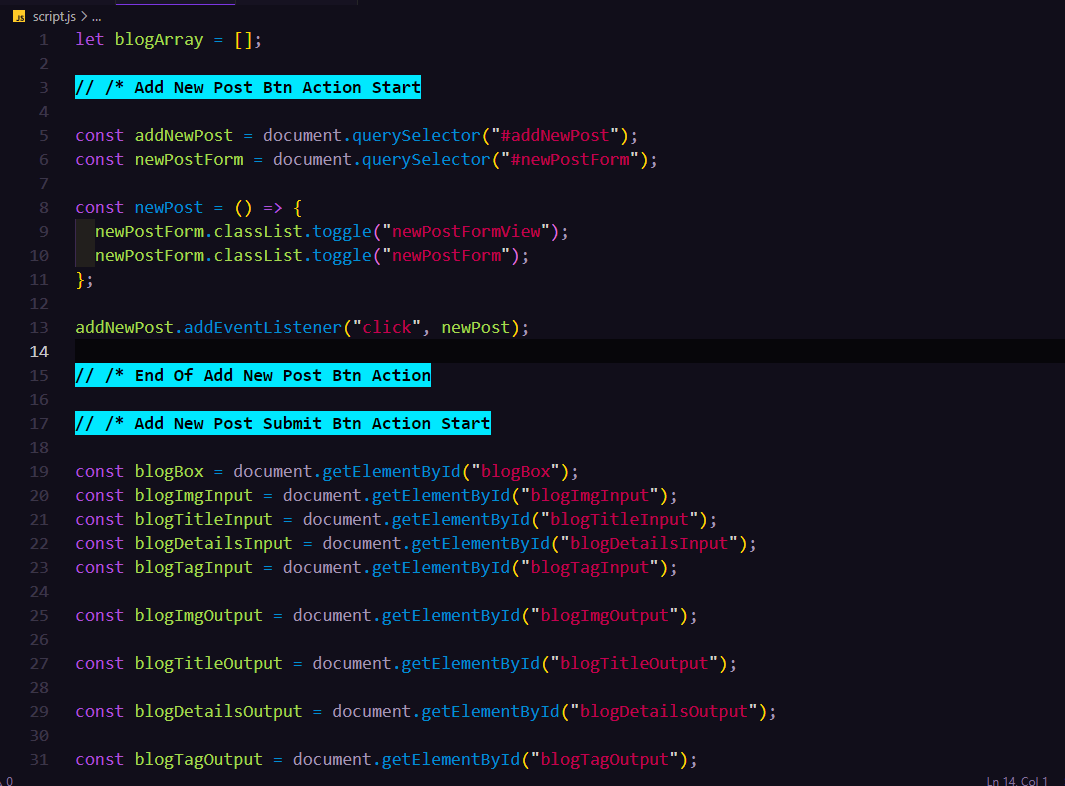 JS script.js > ...
1 let blogArray = [];
2
3 // /* Add New Post Btn Action Start
4
5 const addNewPost = document.querySelector("#addNewPost");
6 const newPostForm = document.querySelector("#newPostForm");
7
8 const newPost = () => {
9 newPostForm.classList.toggle("newPostFormView");
10 newPostForm.classList.toggle("newPostForm");
11 };
12
13 addNewPost.addEventListener("click", newPost);
14
15 // /* End Of Add New Post Btn Action
16
17 // /* Add New Post Submit Btn Action Start
18
19 const blogBox = document.getElementById("blogBox");
20 const blogImgInput = document.getElementById("blogImgInput");
21 const blogTitleInput = document.getElementById("blogTitleInput");
22 const blogDetailsInput = document.getElementById("blogDetailsInput");
23 const blogTagInput = document.getElementById("blogTagInput");
24
25 const blogImgOutput = document.getElementById("blogImgOutput");
26
27 const blogTitleOutput = document.getElementById("blogTitleOutput");
28
29 const blogDetailsOutput = document.getElementById("blogDetailsOutput");
30
31 const blogTagOutput = document.getElementById("blogTagOutput");
0 Ln 14, Col 1